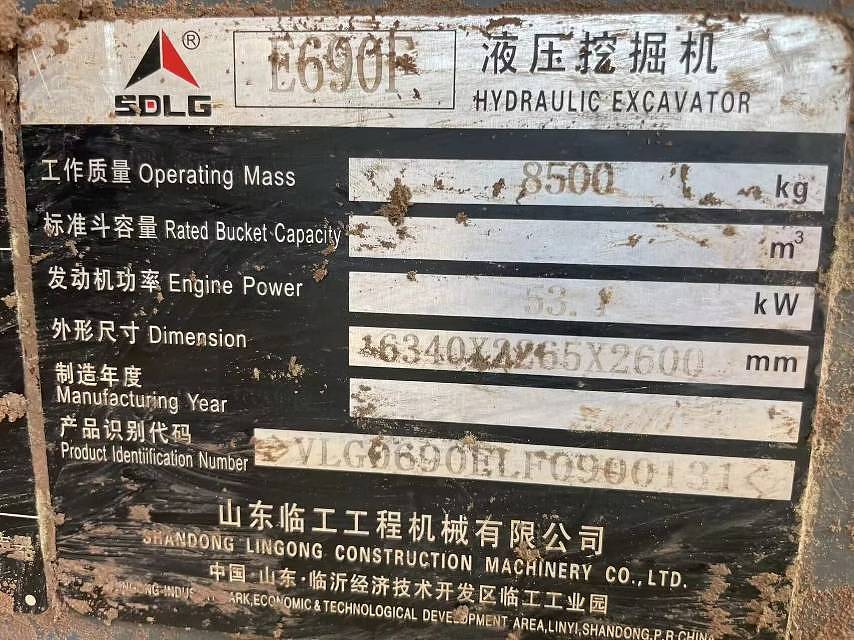 SDLG ® E690F 液压挖掘机
HYDRAULIC EXCAVATOR
工作质量 Operating Mass 8500 kg
标准斗容量 Rated Bucket Capacity m³
发动机功率 Engine Power 53.1 kW
外形尺寸 Dimension 6340X2265X2600 mm
制造年度
Manufacturing Year
产品识别代码
Product Identiification Number VLG0690ELF0900131
山东临工工程机械有限公司
SHANDONG LINGONG CONSTRUCTION MACHINERY CO.,LTD.
中国·山东·临沂经济技术开发区临工工业园
ECONOMIC & TECHNOLOGICAL DEVELOPMENT AREA,LINYI,SHANDONG,P.R.CHINA